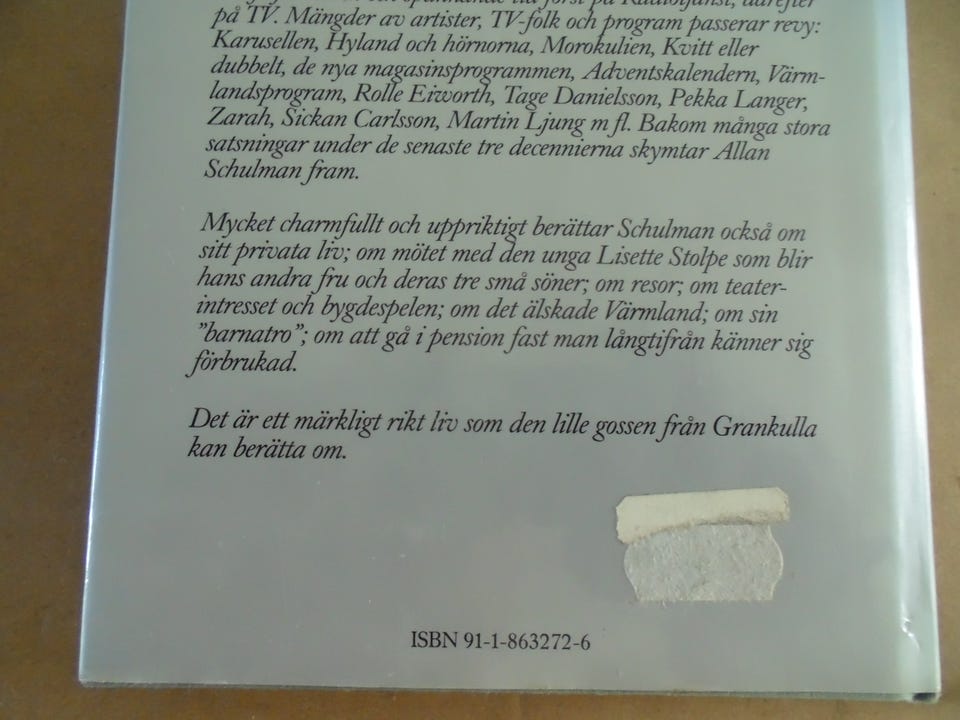 på TV. Mängder av artister, TV-folk och program passerar revy:
Karusellen, Hyland och hörnorna, Morokulien, Kvitt eller
dubbelt, de nya magasinsprogrammen, Adventskalendern, Värm-
landsprogram, Rolle Eiworth, Tage Danielsson, Pekka Langer,
Zarah, Sickan Carlsson, Martin Ljung m fl. Bakom många stora
satsningar under de senaste tre decennierna skymtar Allan
Schulman fram.
Mycket charmfullt och uppriktigt berättar Schulman också om
sitt privata liv; om mötet med den unga Lisette Stolpe som blir
hans andra fru och deras tre små söner; om resor; om teater-
intresset och bygdespelen; om det älskade Värmland; om sin
”barnatro”; om att gå i pension fast man långtifrån känner sig
förbrukad.
Det är ett märkligt rikt liv som den lille gossen från Grankulla
kan berätta om.
ISBN 91-1-863272-6